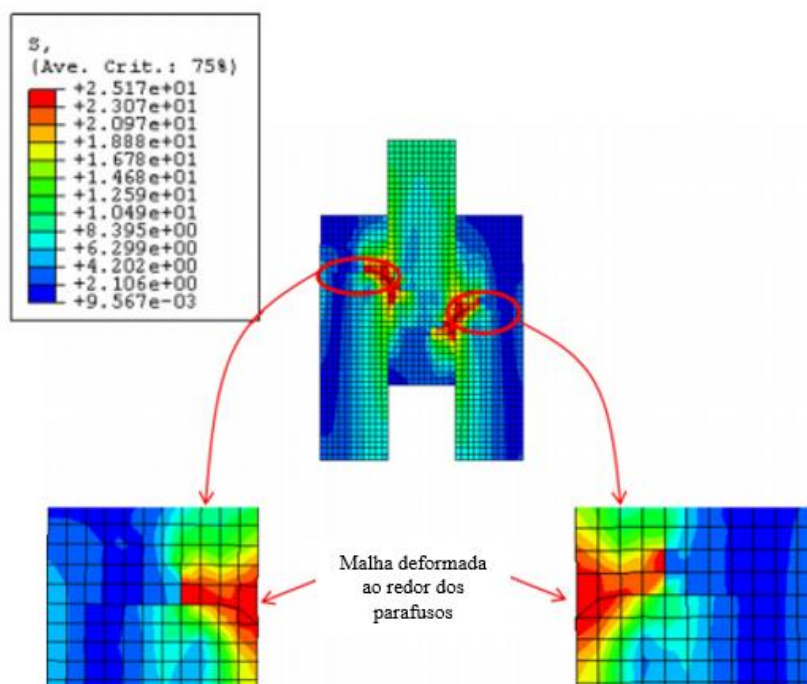 S,
(Ave. Crit.: 75%)
+2.517e+01
+2.307e+01
+2.097e+01
+1.888e+01
+1.678e+01
+1.468e+01
+1.259e+01
+1.049e+01
+8.395e+00
+6.299e+00
+4.202e+00
+2.106e+00
+9.567e-03
Malha deformada
ao redor dos
parafusos